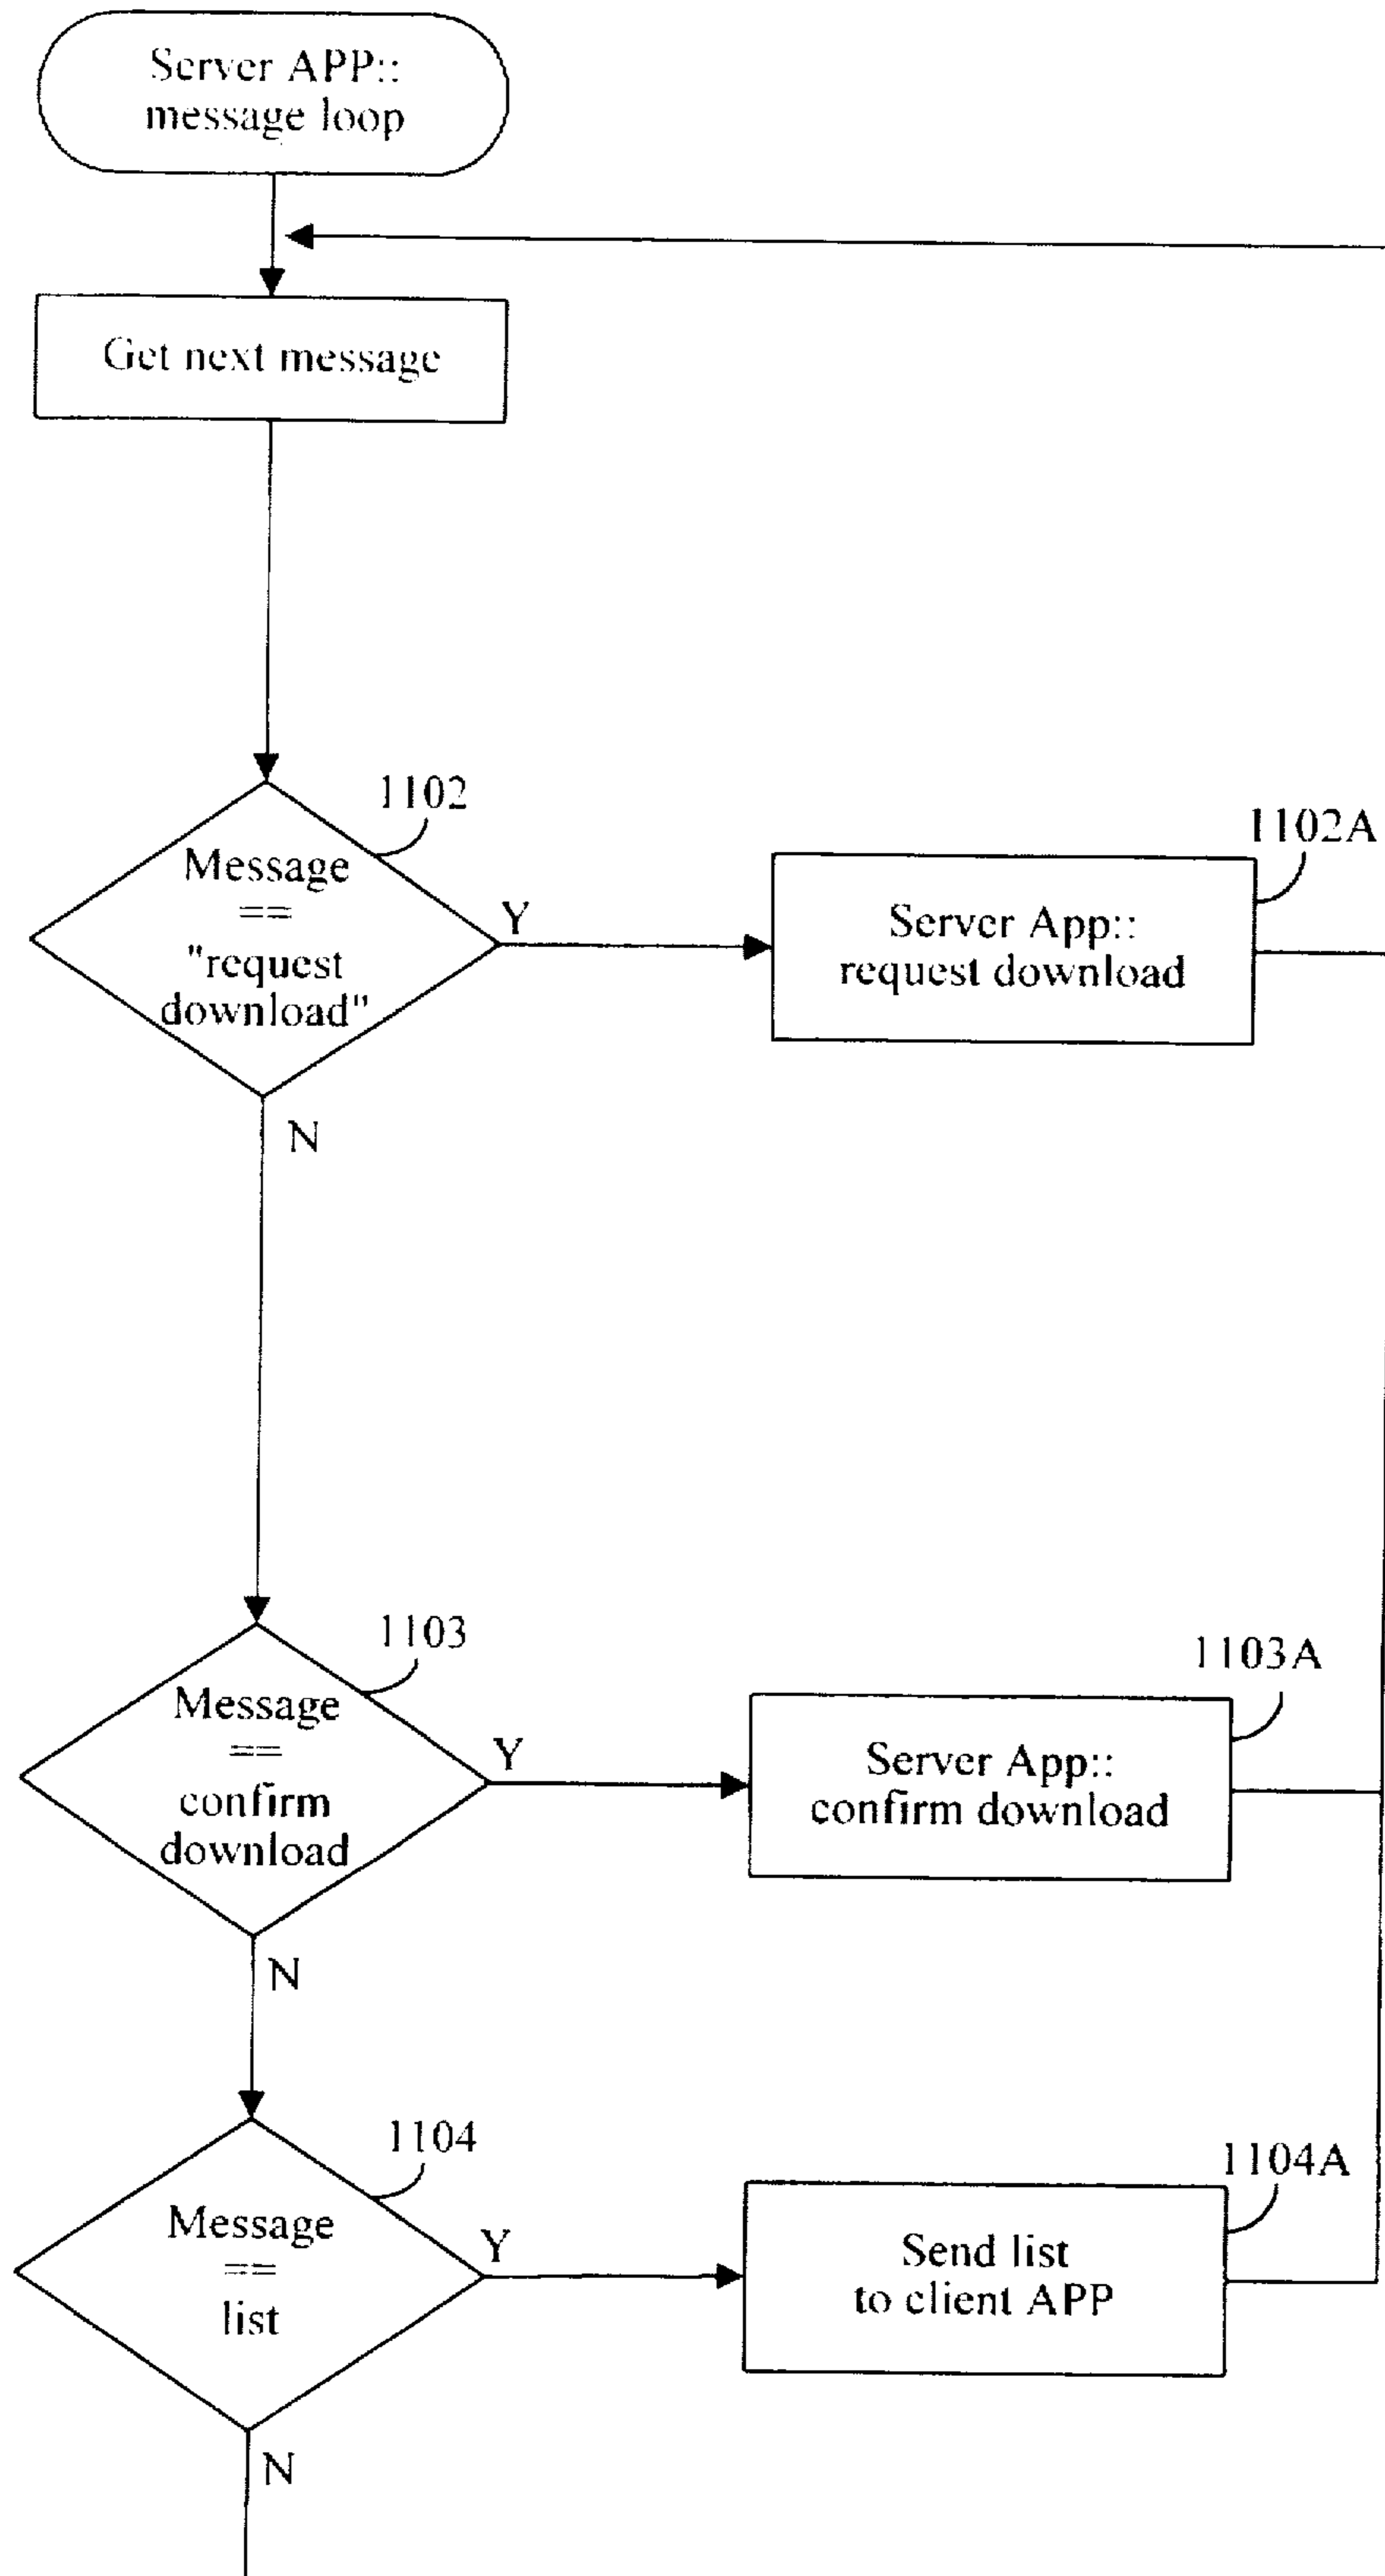 Server APP::
message loop
Get next message
1102
Message
==
"request
download"
Y
1102A
Server App::
request download
N
1103
Message
==
confirm
download
Y
1103A
Server App::
confirm download
N
1104
Message
==
list
Y
1104A
Send list
to client APP
N